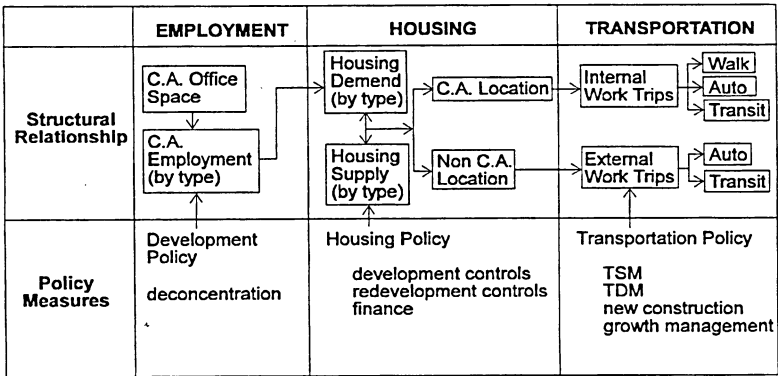 EMPLOYMENT
HOUSING
TRANSPORTATION
Structural
Relationship
C.A. Office
Space
C.A.
Employment
(by type)
Housing
Demend
(by type)
Housing
Supply
(by type)
C.A. Location
Non C.A.
Location
Internal
Work Trips
External
Work Trips
Walk
Auto
Transit
Auto
Transit
Policy
Measures
Development
Policy
deconcentration
Housing Policy
development controls
redevelopment controls
finance
Transportation Policy
TSM
TDM
new construction
growth management